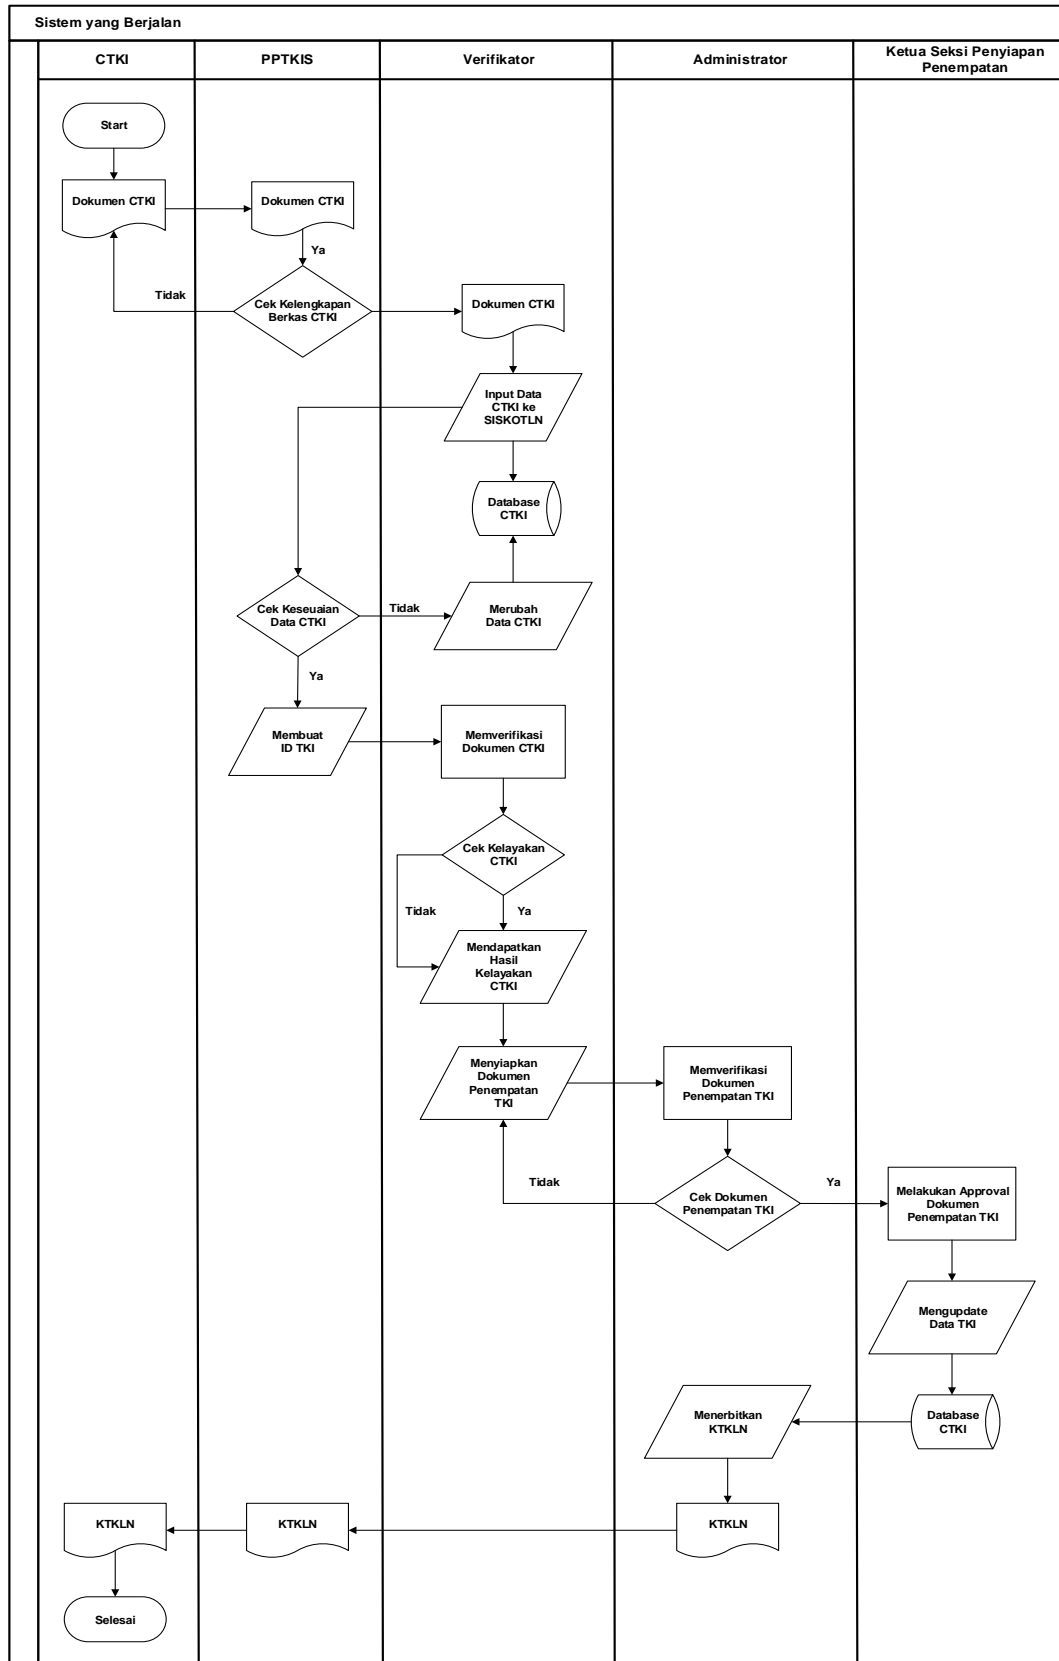 Sistem yang Berjalan
CTKI
PPTKIS
Verifikator
Administrator
Ketua Seksi Penyiapan
Penempatan
Start
Dokumen CTKI
Dokumen CTKI
Ya
Tidak
Cek Kelengkapan
Berkas CTKI
Dokumen CTKI
Input Data
CTKI ke
SISKOTLN
Database
CTKI
Cek Keseuaian
Data CTKI
Tidak
Merubah
Data CTKI
Ya
Membuat
ID TKI
Memverifikasi
Dokumen CTKI
Cek Kelayakan
CTKI
Tidak
Ya
Mendapatkan
Hasil
Kelayakan
CTKI
Menyiapkan
Dokumen
Penempatan
TKI
Memverifikasi
Dokumen
Penempatan TKI
Tidak
Cek Dokumen
Penempatan TKI
Ya
Melakukan Approval
Dokumen
Penempatan TKI
Mengupdate
Data TKI
Database
CTKI
Menerbitkan
KTKLN
KTKLN
KTKLN
KTKLN
Selesai